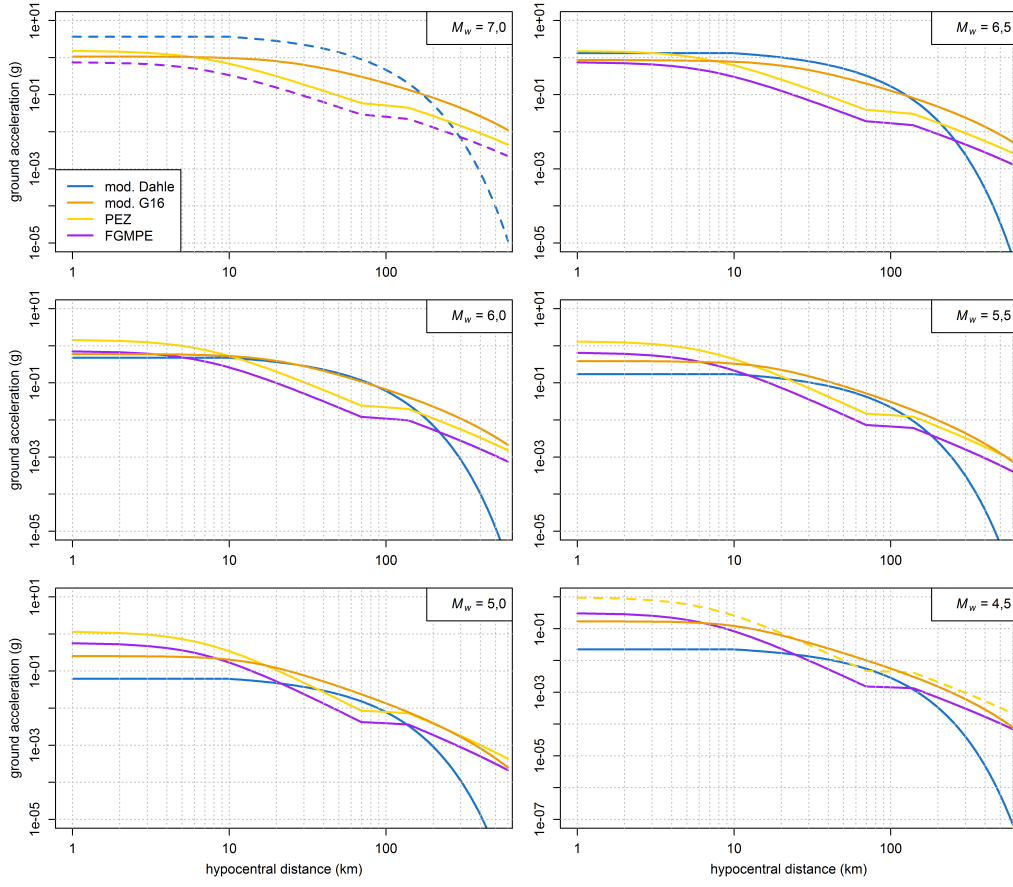 M_w = 7,0
ground acceleration (g)
1e+01
1e-01
1e-03
1e-05
mod. Dahle
mod. G16
PEZ
FGMPE
1 10 100
M_w = 6,5
1e+01
1e-01
1e-03
1e-05
1 10 100
M_w = 6,0
ground acceleration (g)
1e+01
1e-01
1e-03
1e-05
1 10 100
M_w = 5,5
1e+01
1e-01
1e-03
1e-05
1 10 100
M_w = 5,0
ground acceleration (g)
1e+01
1e-01
1e-03
1e-05
1 10 100
hypocentral distance (km)
M_w = 4,5
1e-01
1e-03
1e-05
1e-07
1 10 100
hypocentral distance (km)